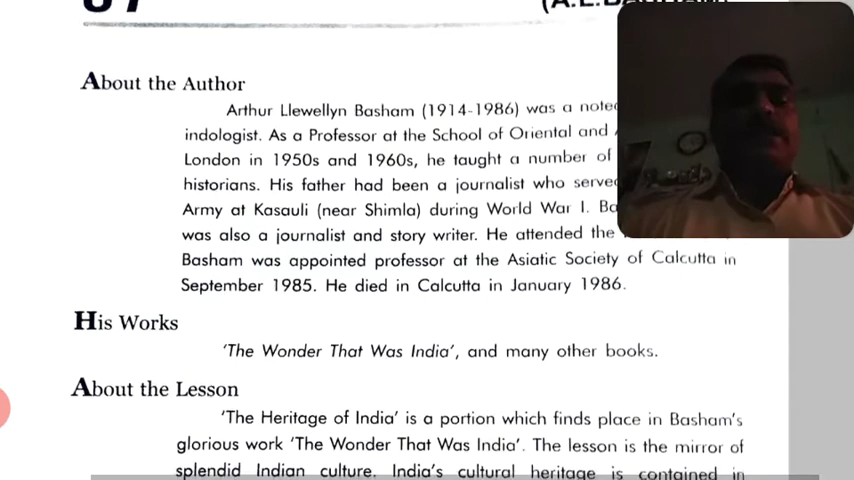 About the Author
Arthur Llewellyn Basham (1914-1986) was a noted
indologist. As a Professor at the School of Oriental and
London in 1950s and 1960s, he taught a number of
historians. His father had been a journalist who served
Army at Kasauli (near Shimla) during World War I.
was also a journalist and story writer. He attended the
Basham was appointed professor at the Asiatic Society of Calcutta in
September 1985. He died in Calcutta in January 1986.
His Works
'The Wonder That Was India', and many other books.
About the Lesson
'The Heritage of India' is a portion which finds place in Basham's
glorious work 'The Wonder That Was India'. The lesson is the mirror of
splendid Indian culture. India's cultural heritage is contained in